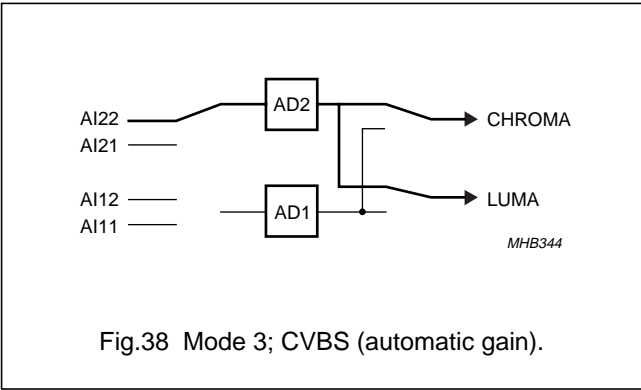 AD2
AI22
CHROMA
AI21
AI12
LUMA
AD1
AI11
MHB344
Fig.38 Mode 3; CVBS (automatic gain).